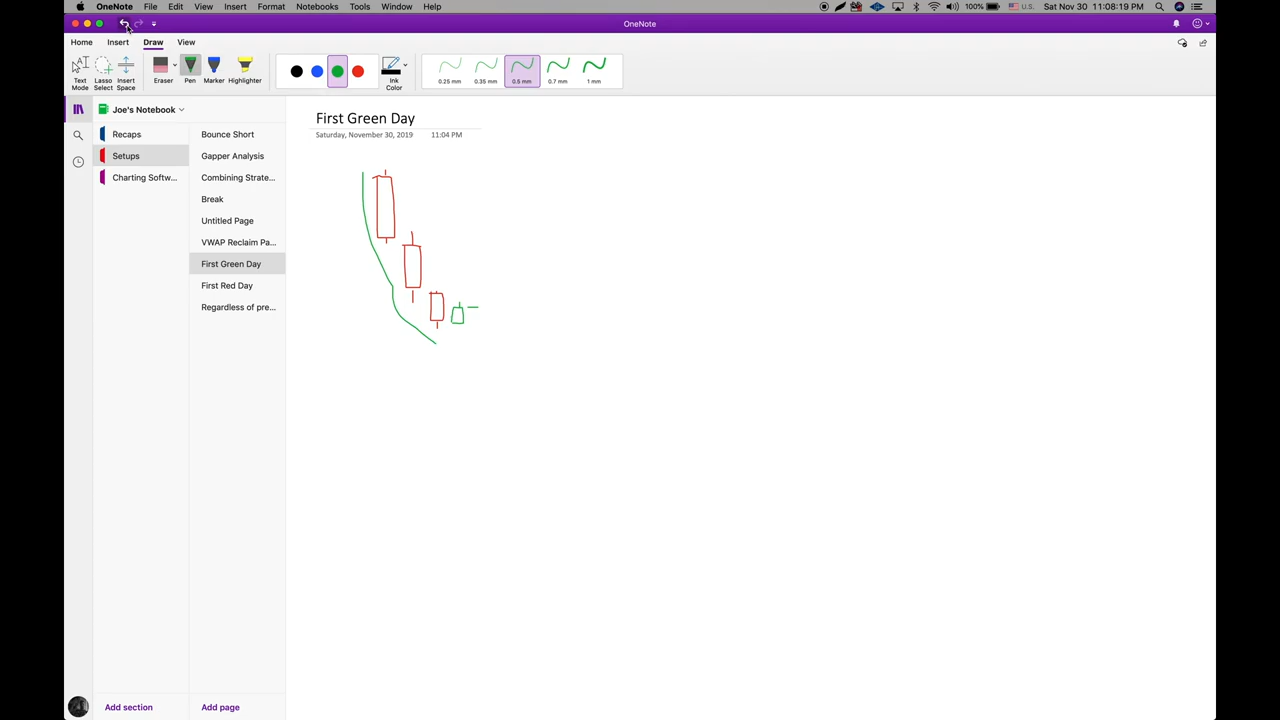 OneNote File Edit View Insert Format Notebooks Tools Window Help 100% U.S. Sat Nov 30 11:08:19 PM
OneNote
Home Insert Draw View
Text Mode
Lasso Select
Insert Space
Eraser
Pen
Marker
Highlighter
Ink Color
0.25 mm
0.35 mm
0.5 mm
0.7 mm
1 mm
Joe's Notebook
Recaps
Setups
Charting Softw...
Bounce Short
Gapper Analysis
Combining Strate...
Break
Untitled Page
VWAP Reclaim Pa...
First Green Day
First Red Day
Regardless of pre...
First Green Day
Saturday, November 30, 2019 11:04 PM
Add section
Add page